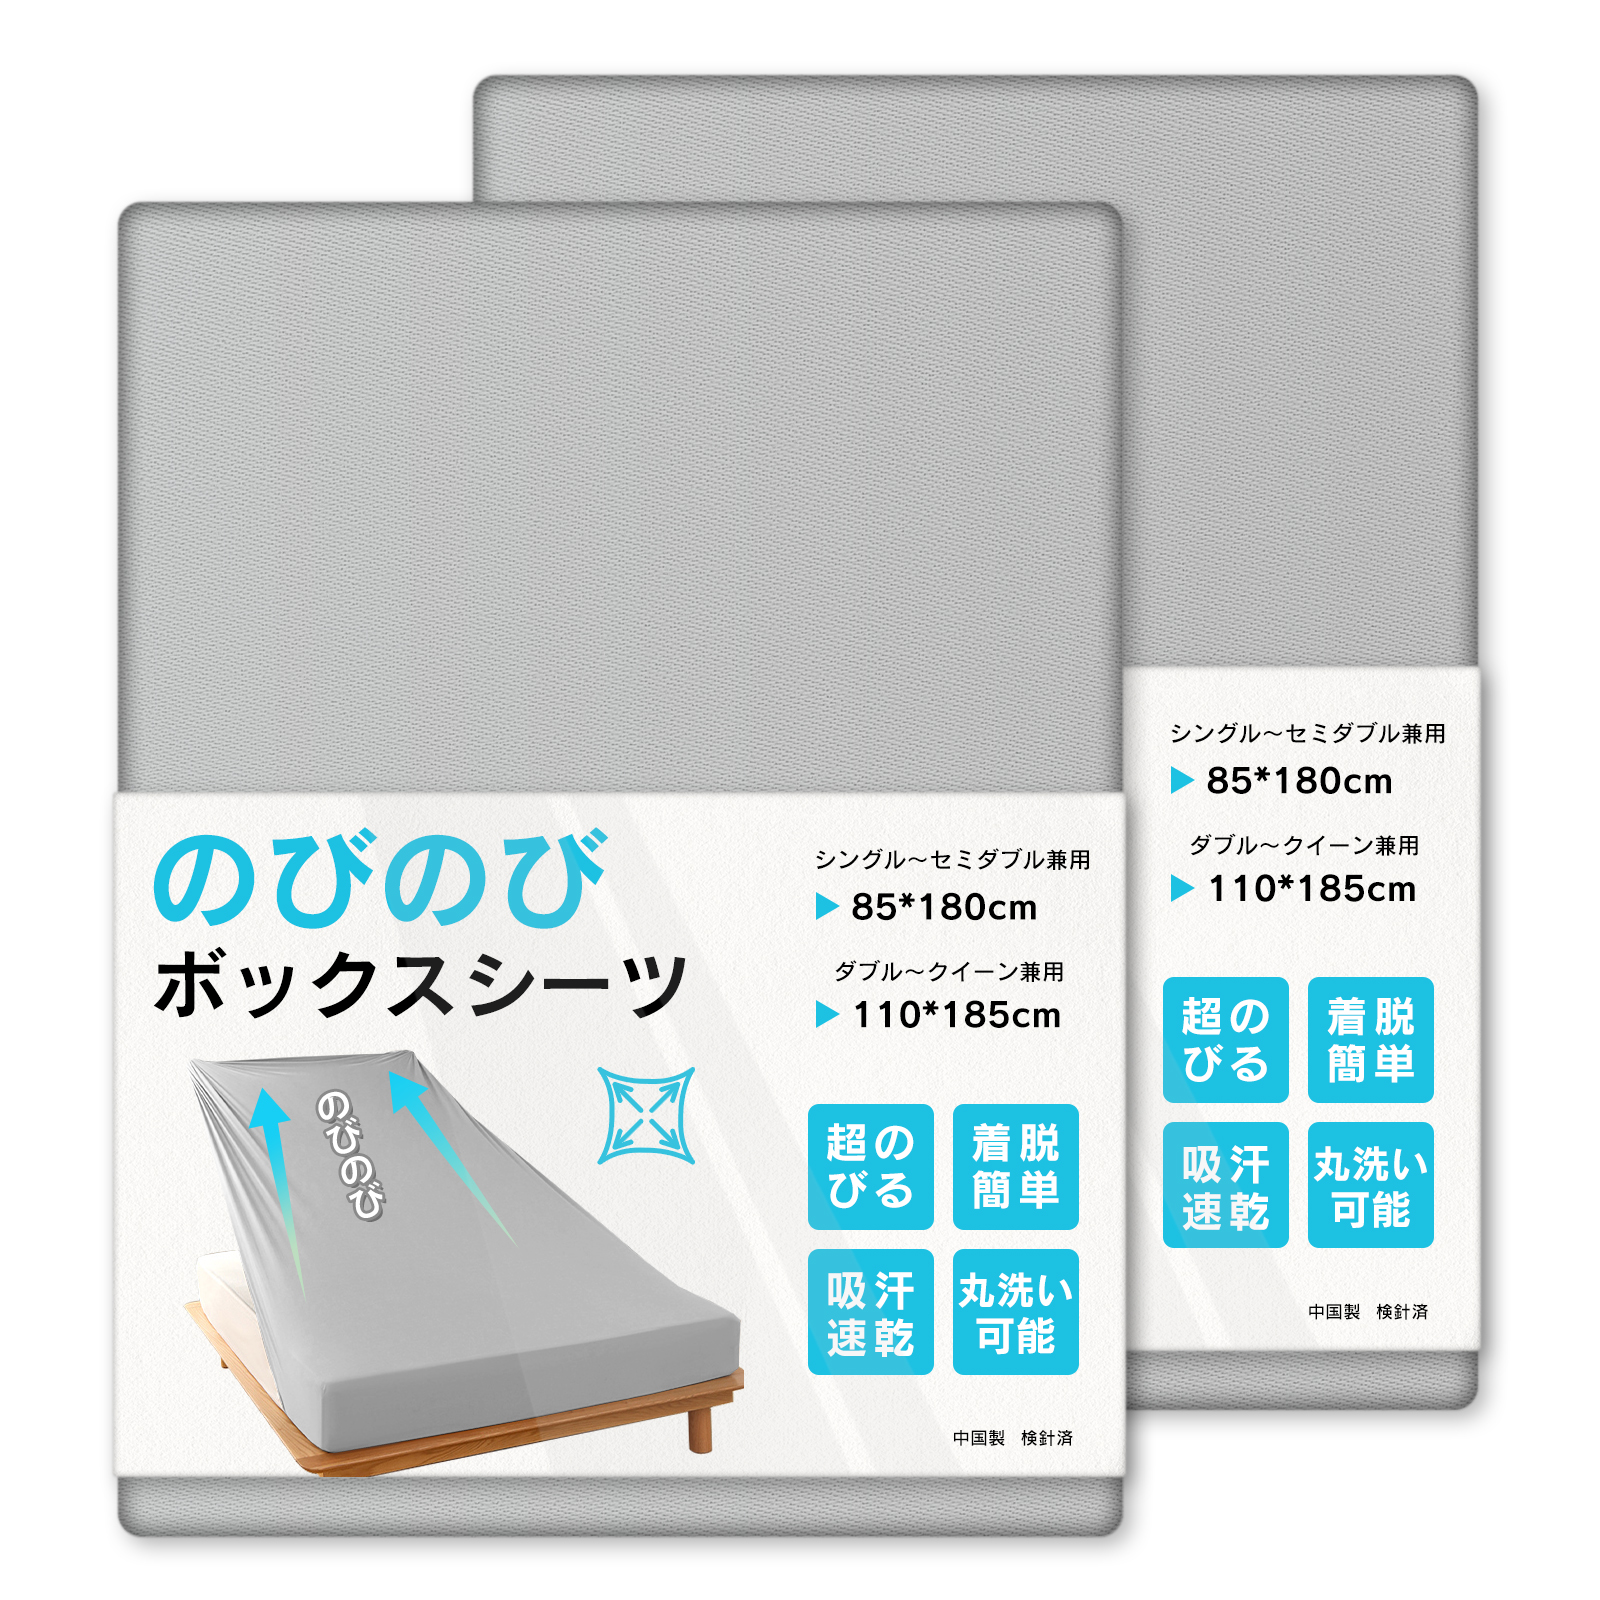 のびのび
ボックスシーツ
のびのび
シングル～セミダブル兼用
85*180cm
ダブル～クイーン兼用
110*185cm
超の
びる
着脱
簡単
吸汗
速乾
丸洗い
可能
中国製 検針済
シングル～セミダブル兼用
85*180cm
ダブル～クイーン兼用
110*185cm
超の
びる
着脱
簡単
吸汗
速乾
丸洗い
可能
中国製 検針済